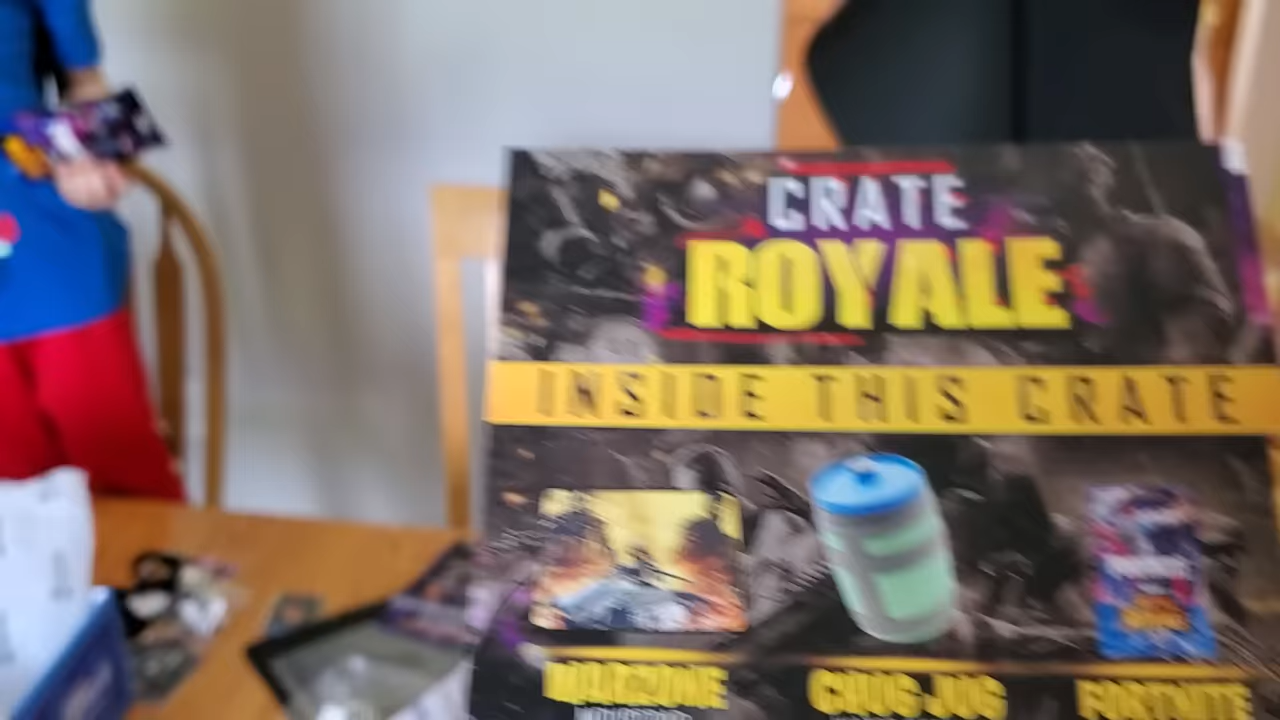 CRATE
ROYALE
INSIDE THIS CRATE
WARZONE
CHUG JUG
FORTNITE